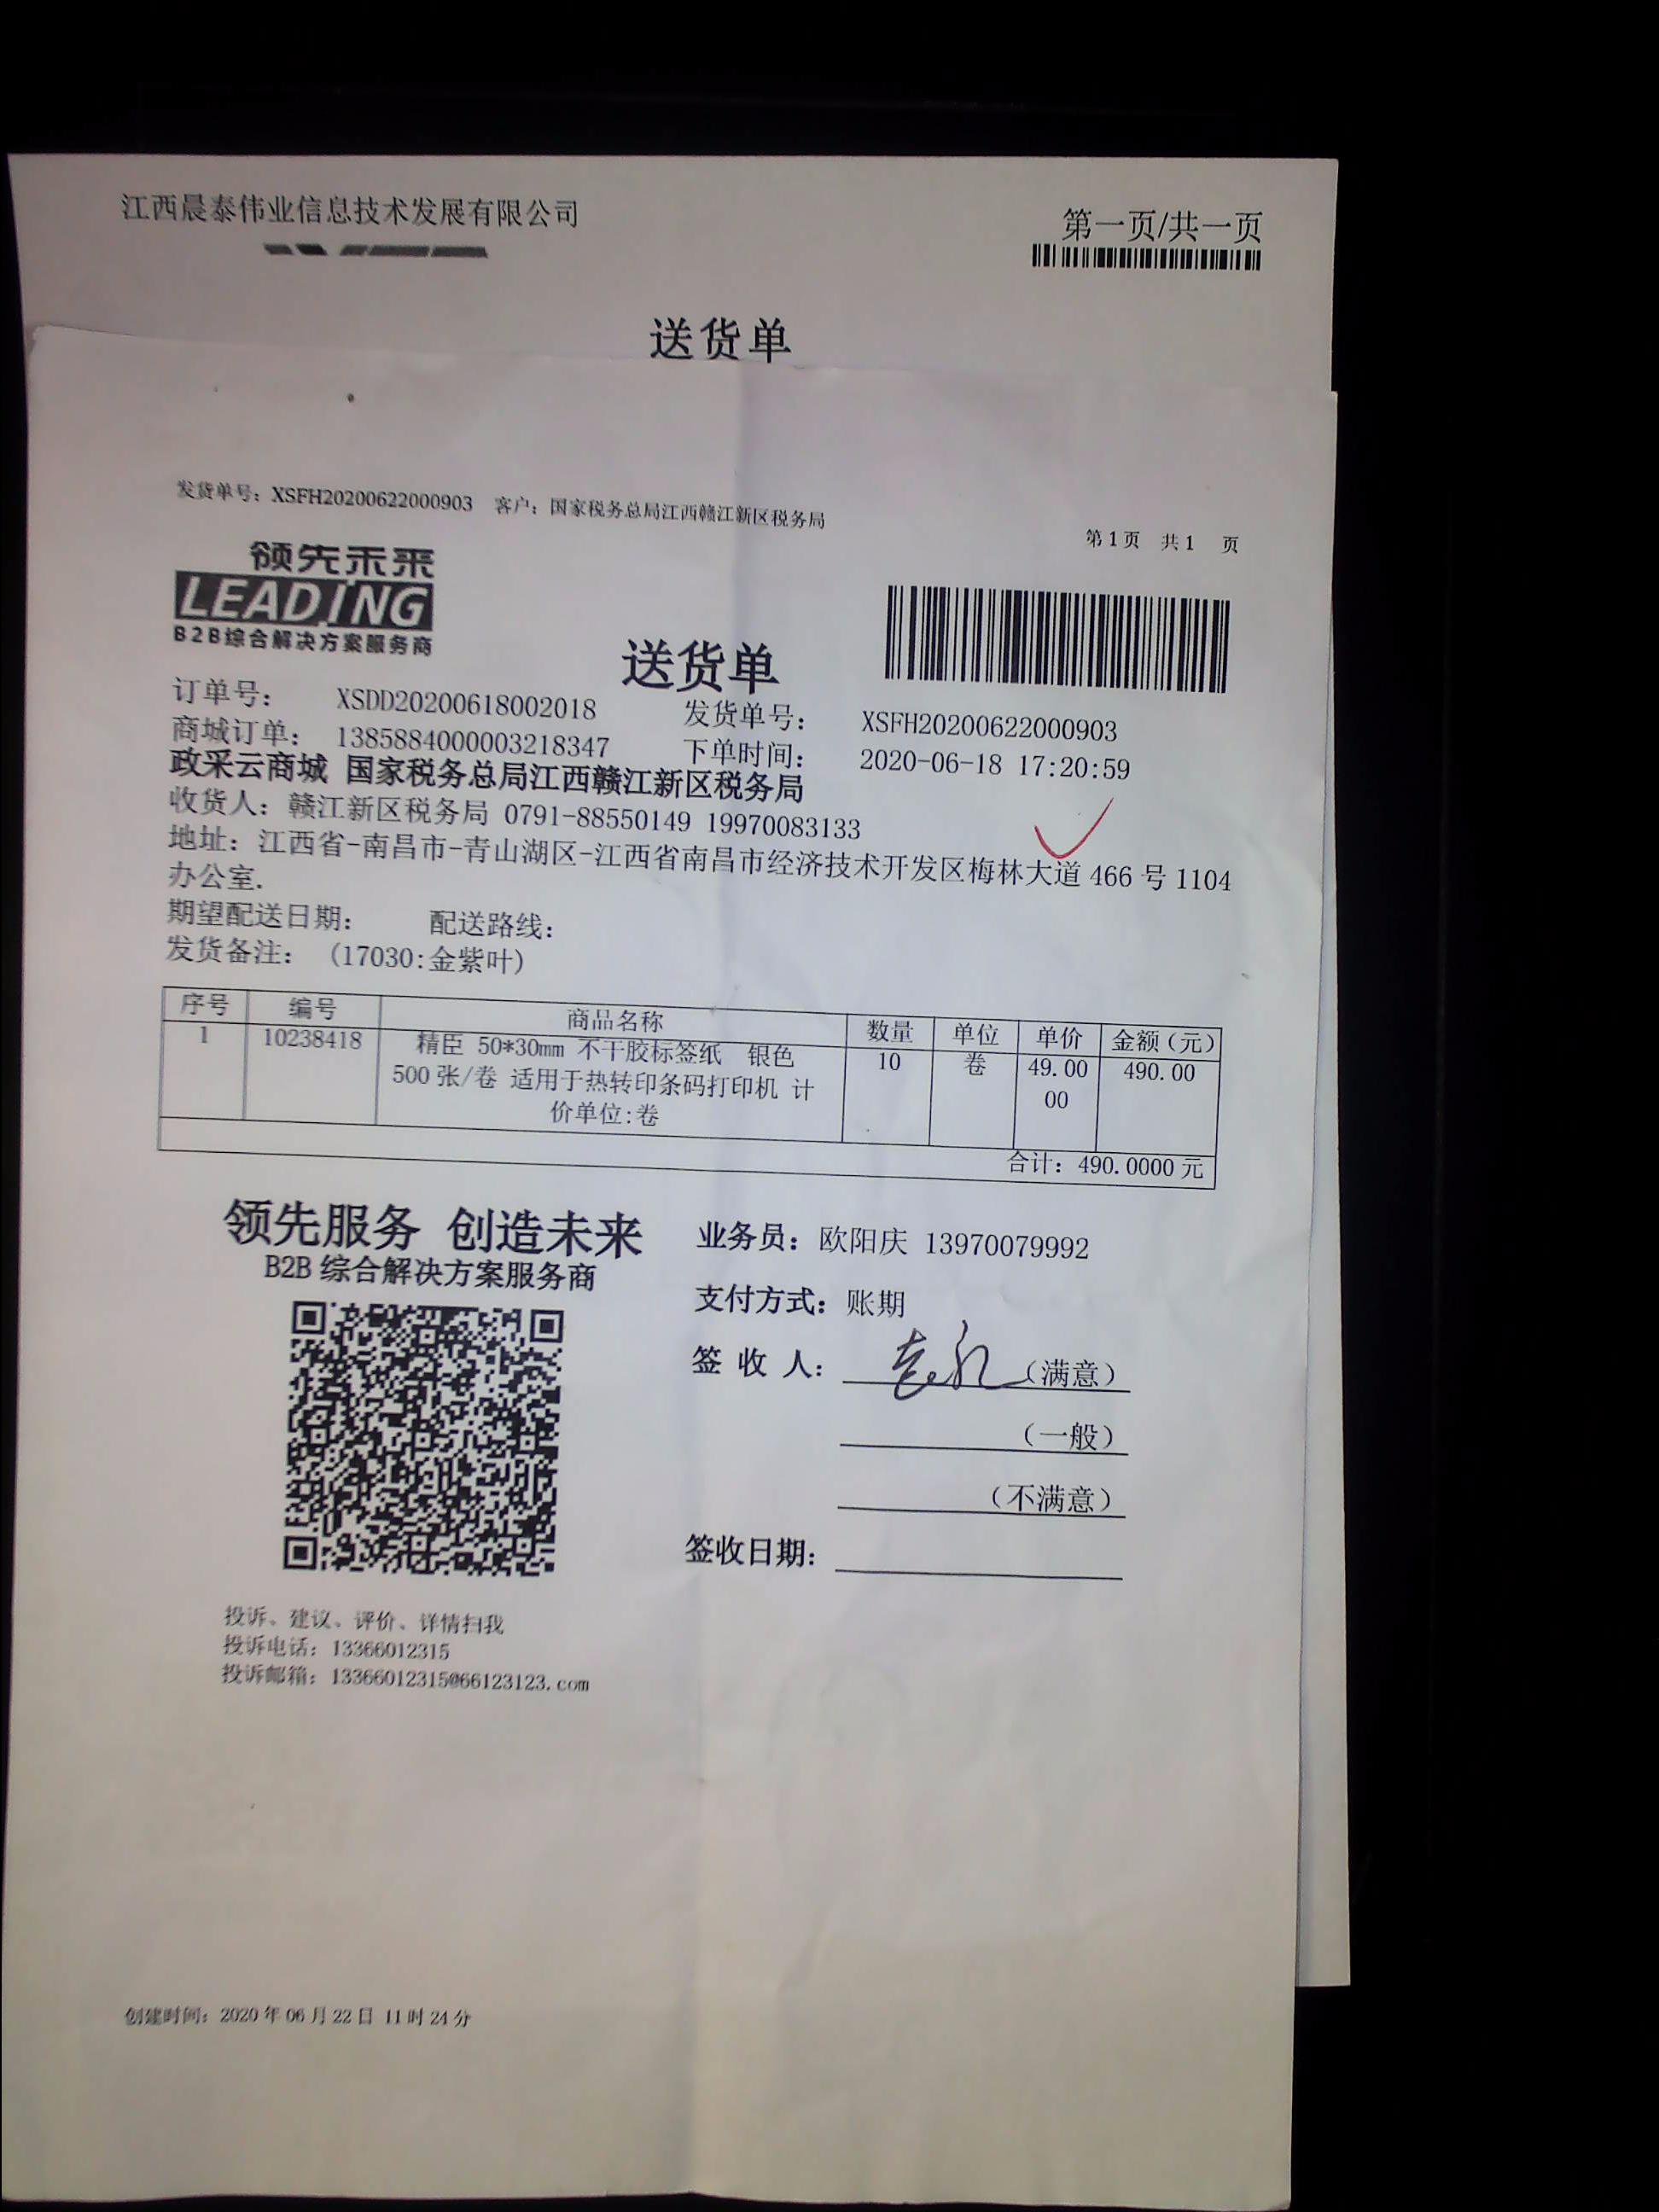 江西晨泰伟业信息技术发展有限公司
第一页/共一页
送货单
发货单号：XSFH20200622000903 客户：国家税务总局江西赣江新区税务局
第1页 共1 页
领先未来
LEADING
B2B综合解决方案服务商
送货单
订单号： XSDD20200618002018 发货单号： XSFH20200622000903
商城订单： 1385884000003218347 下单时间： 2020-06-18 17:20:59
政采云商城 国家税务总局江西赣江新区税务局
收货人：赣江新区税务局 0791-88550149 19970083133
地址：江西省-南昌市-青山湖区-江西省南昌市经济技术开发区梅林大道 466 号 1104
办公室.
期望配送日期： 配送路线：
发货备注： (17030:金紫叶)
序号 编号 商品名称 数量 单位 单价 金额(元)
1 10238418 精臣 50*30mm 不干胶标签纸 银色 10 卷 49.00 490.00
500 张/卷 适用于热转印条码打印机 计 00
价单位:卷
合计：490.0000 元
领先服务 创造未来
B2B 综合解决方案服务商
业务员：欧阳庆 13970079992
支付方式：账期
签 收 人： (满意)
(一般)
(不满意)
签收日期：
投诉、建议、评价、详情扫我
投诉电话：13366012315
投诉邮箱：13366012315@66123123.com
创建时间：2020 年 06 月 22 日 11 时 24 分